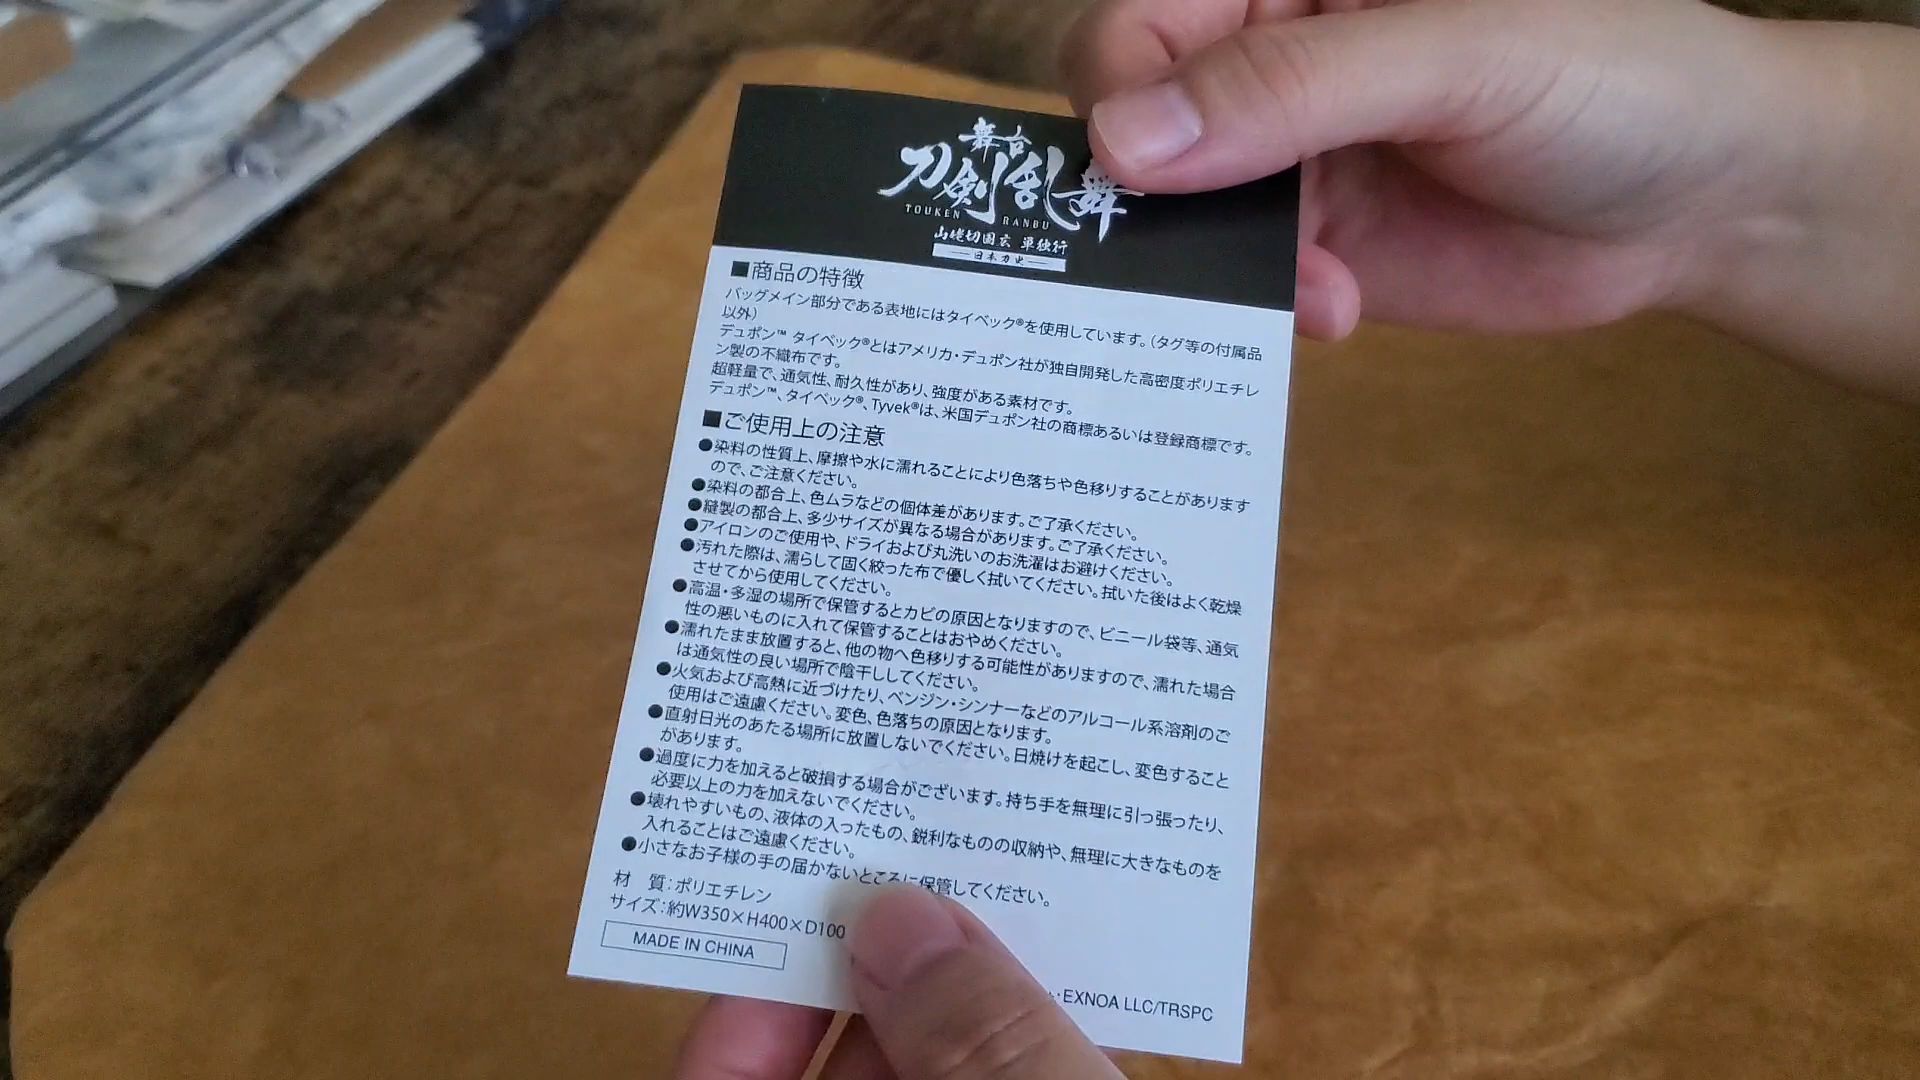 舞台
刀剣乱舞
TOUKEN RANBU
山姥切国広 単独行
日本刀史
■商品の特徴
バッグメイン部分である表地にはタイベック®を使用しています。(タグ等の付属品
以外)
デュポン™ タイベック®とはアメリカ・デュポン社が独自開発した高密度ポリエチレ
ン製の不織布です。
超軽量で、通気性、耐久性があり、強度がある素材です。
デュポン™、タイベック®、Tyvek®は、米国デュポン社の商標あるいは登録商標です。
■ご使用上の注意
●染料の性質上、摩擦や水に濡れることにより色落ちや色移りすることがあります
ので、ご注意ください。
●染料の都合上、色ムラなどの個体差があります。ご了承ください。
●縫製の都合上、多少サイズが異なる場合があります。ご了承ください。
●アイロンのご使用や、ドライおよび丸洗いのお洗濯はお避けください。
●汚れた際は、濡らして固く絞った布で優しく拭いてください。拭いた後はよく乾燥
させてから使用してください。
●高温・多湿の場所で保管するとカビの原因となりますので、ビニール袋等、通気
性の悪いものに入れて保管することはおやめください。
●濡れたまま放置すると、他の物へ色移りする可能性がありますので、濡れた場合
は通気性の良い場所で陰干ししてください。
●火気および高熱に近づけたり、ベンジン・シンナーなどのアルコール系溶剤のご
使用はご遠慮ください。変色、色落ちの原因となります。
●直射日光のあたる場所に放置しないでください。日焼けを起こし、変色すること
があります。
●過度に力を加えると破損する場合がございます。持ち手を無理に引っ張ったり、
必要以上の力を加えないでください。
●壊れやすいもの、液体の入ったもの、鋭利なものの収納や、無理に大きなものを
入れることはご遠慮ください。
●小さなお子様の手の届かないところに保管してください。
材 質:ポリエチレン
サイズ:約W350×H400×D100
MADE IN CHINA
EXNOA LLC/TRSPC